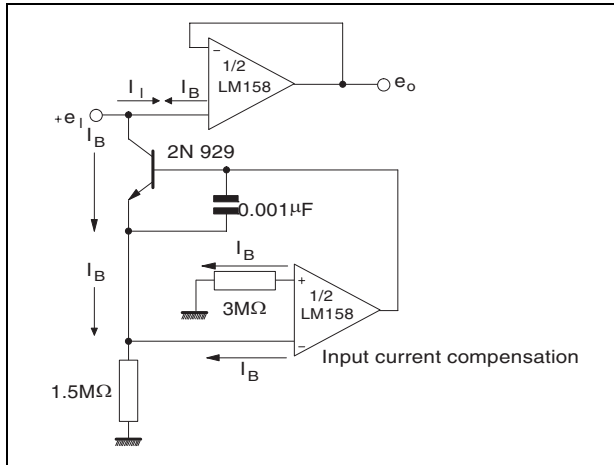 1/2
LM158
−
e_o
I_I
I_B
+e_I
I_B
2N 929
0.001μF
I_B
I_B
+
1/2
LM158
3MΩ
−
I_B
Input current compensation
1.5MΩ